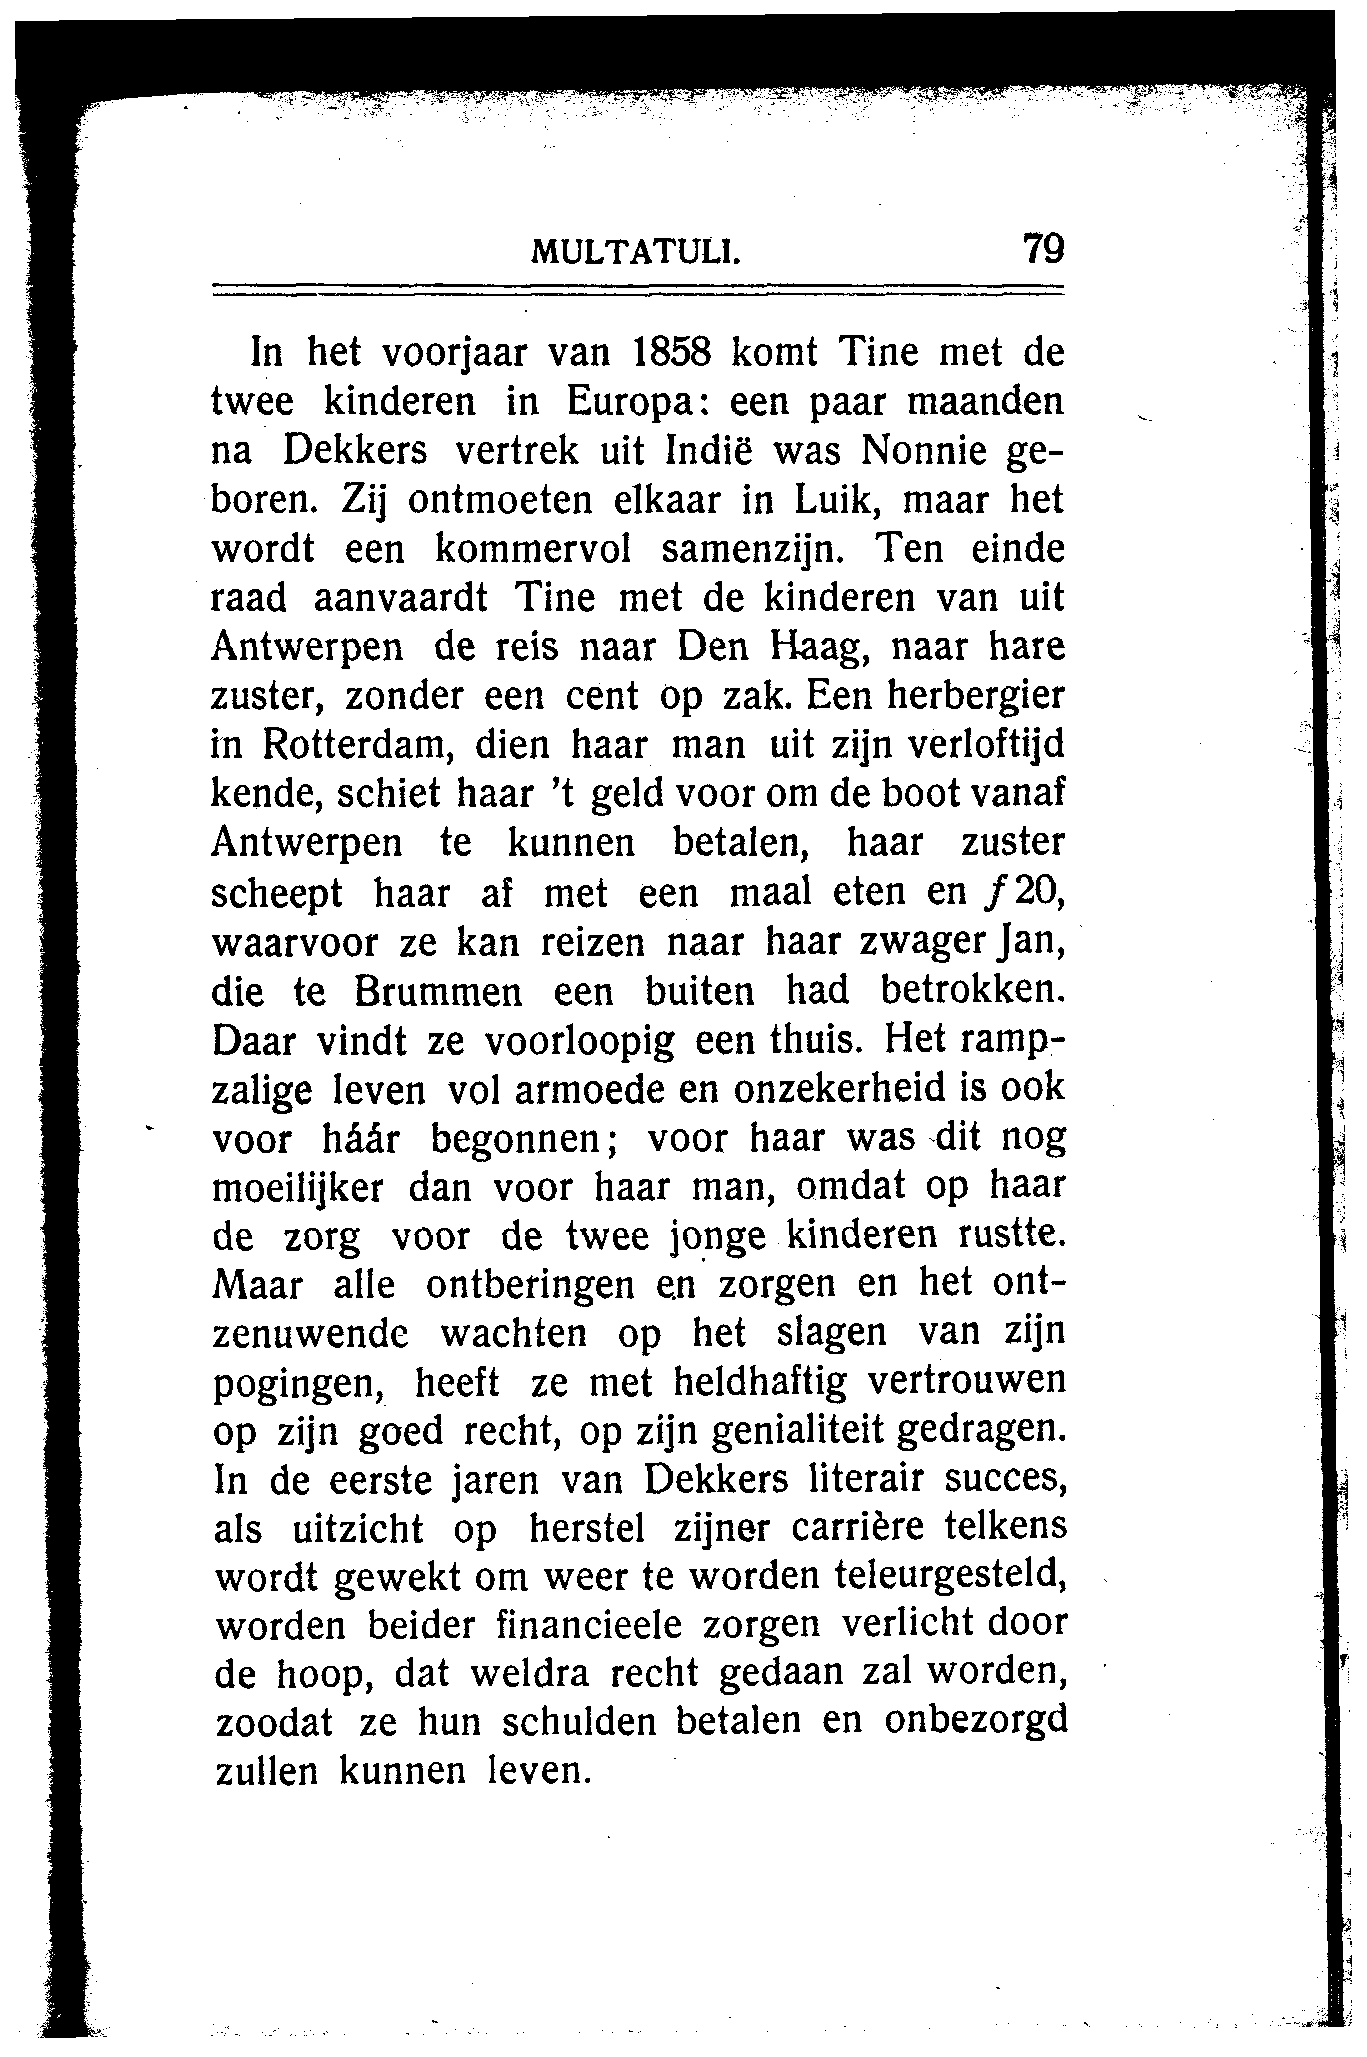 MULTATULI. 79
In het voorjaar van 1858 komt Tine met de
twee kinderen in Europa: een paar maanden
na Dekkers vertrek uit Indië was Nonnie ge-
boren. Zij ontmoeten elkaar in Luik, maar het
wordt een kommervol samenzijn. Ten einde
raad aanvaardt Tine met de kinderen van uit
Antwerpen de reis naar Den Haag, naar hare
zuster, zonder een cent op zak. Een herbergier
in Rotterdam, dien haar man uit zijn verloftijd
kende, schiet haar 't geld voor om de boot vanaf
Antwerpen te kunnen betalen, haar zuster
scheept haar af met een maal eten en ƒ 20,
waarvoor ze kan reizen naar haar zwager Jan,
die te Brummen een buiten had betrokken.
Daar vindt ze voorloopig een thuis. Het ramp-
zalige leven vol armoede en onzekerheid is ook
voor háár begonnen; voor haar was dit nog
moeilijker dan voor haar man, omdat op haar
de zorg voor de twee jonge kinderen rustte.
Maar alle ontberingen en zorgen en het ont-
zenuwende wachten op het slagen van zijn
pogingen, heeft ze met heldhaftig vertrouwen
op zijn goed recht, op zijn genialiteit gedragen.
In de eerste jaren van Dekkers literair succes,
als uitzicht op herstel zijner carrière telkens
wordt gewekt om weer te worden teleurgesteld,
worden beider financieele zorgen verlicht door
de hoop, dat weldra recht gedaan zal worden,
zoodat ze hun schulden betalen en onbezorgd
zullen kunnen leven.